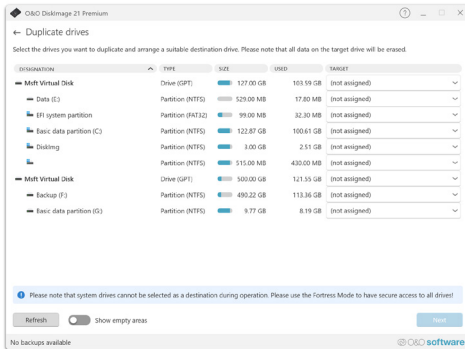 O&O DiskImage 21 Premium
← Duplicate drives
Select the drives you want to duplicate and arrange a suitable destination drive. Please note that all data on the target drive will be erased.
DESIGNATION TYPE SIZE USED TARGET
Msft Virtual Disk Drive (GPT) 127.00 GB 103.59 GB (not assigned)
Data (E:) Partition (NTFS) 529.00 MB 17.80 MB (not assigned)
EFI system partition Partition (FAT32) 99.00 MB 32.30 MB (not assigned)
Basic data partition (C:) Partition (NTFS) 122.87 GB 100.61 GB (not assigned)
DiskImg Partition (NTFS) 3.00 GB 2.51 GB (not assigned)
Partition (NTFS) 515.00 MB 430.00 MB (not assigned)
Msft Virtual Disk Drive (GPT) 500.00 GB 121.55 GB (not assigned)
Backup (F:) Partition (NTFS) 490.22 GB 113.36 GB (not assigned)
Basic data partition (G:) Partition (NTFS) 9.77 GB 8.19 GB (not assigned)
Please note that system drives cannot be selected as a destination during operation. Please use the Fortress Mode to have secure access to all drives!
Refresh Show empty areas Next
No backups available O&O software